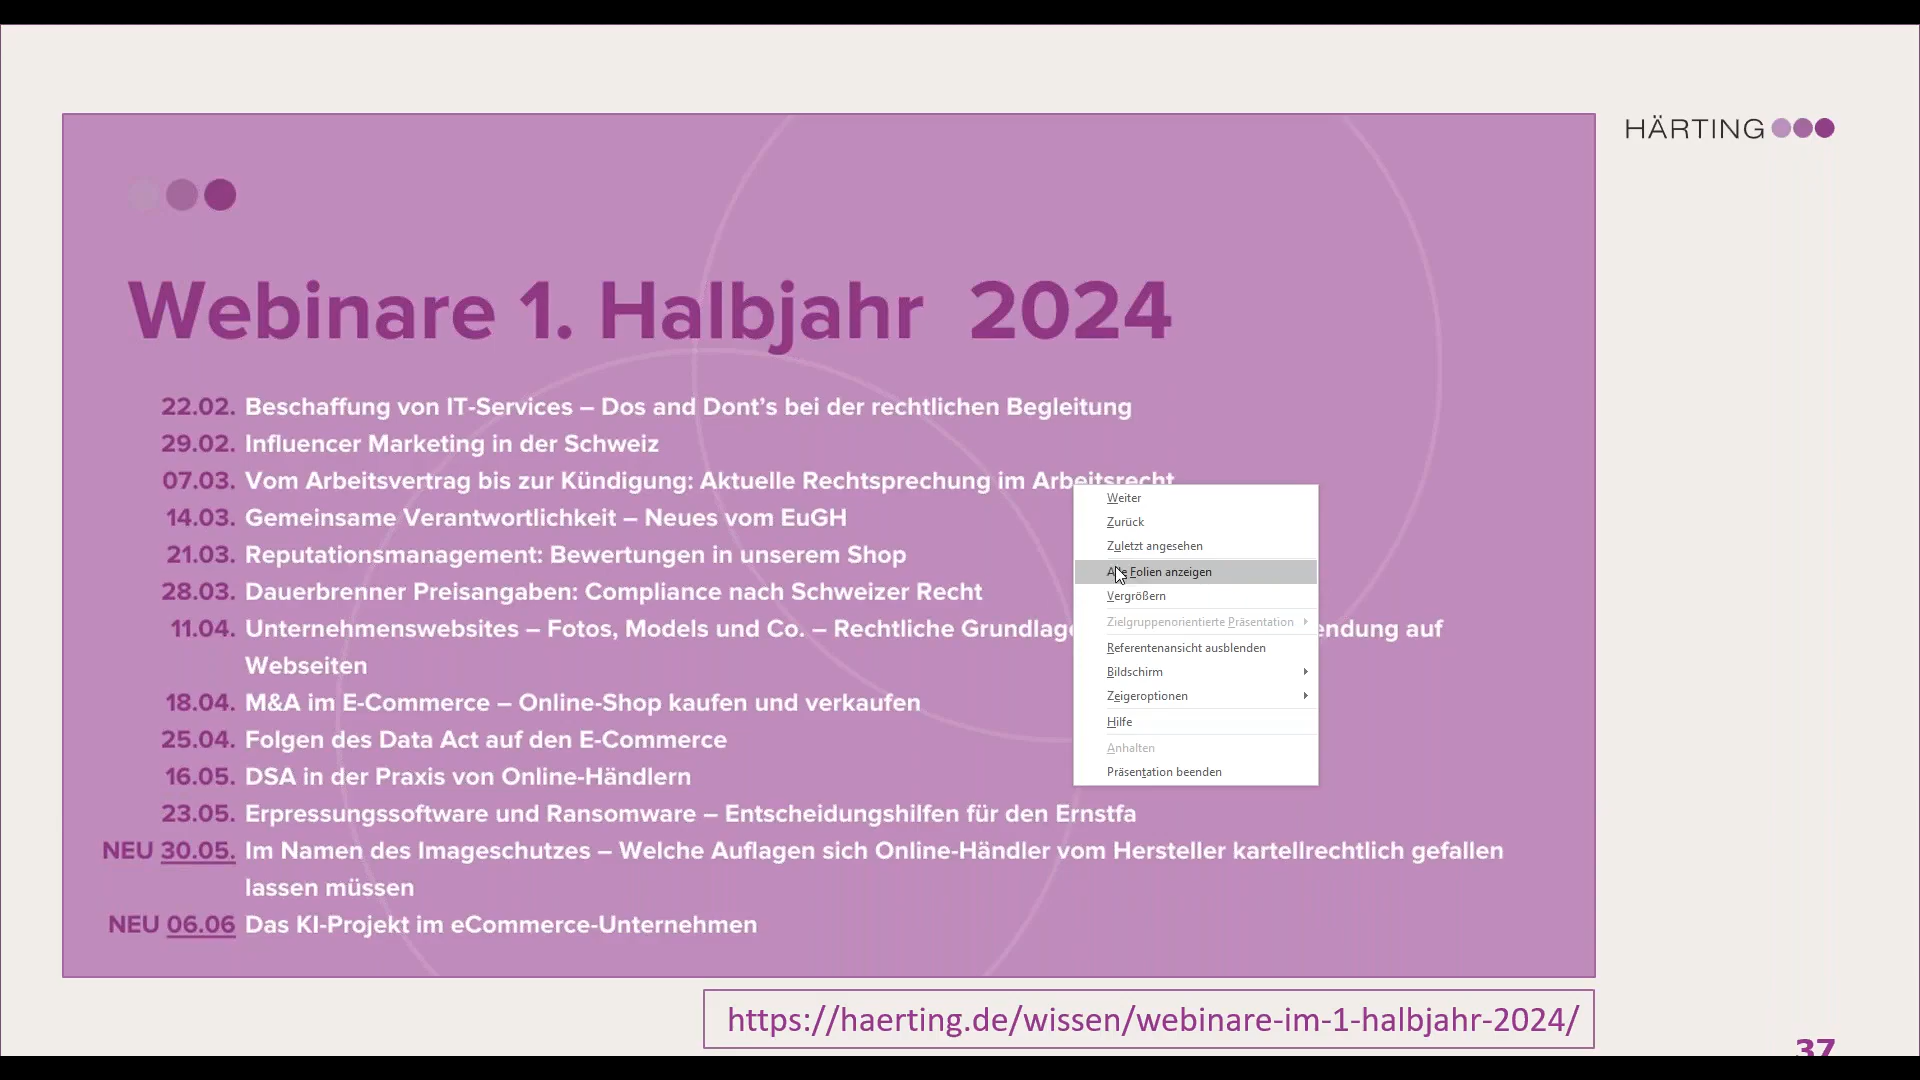 HÄRTING
Webinare 1. Halbjahr 2024
22.02. Beschaffung von IT-Services – Dos and Dont’s bei der rechtlichen Begleitung
29.02. Influencer Marketing in der Schweiz
07.03. Vom Arbeitsvertrag bis zur Kündigung: Aktuelle Rechtsprechung im Arbeitsrecht
14.03. Gemeinsame Verantwortlichkeit – Neues vom EuGH
21.03. Reputationsmanagement: Bewertungen in unserem Shop
28.03. Dauerbrenner Preisangaben: Compliance nach Schweizer Recht
11.04. Unternehmenswebsites – Fotos, Models und Co. – Rechtliche auf
Webseiten
18.04. M&A im E-Commerce – Online-Shop kaufen und verkaufen
25.04. Folgen des Data Act auf den E-Commerce
16.05. DSA in der Praxis von Online-Händlern
23.05. Erpressungssoftware und Ransomware – Entscheidungshilfen für den Ernstfa
NEU 30.05. Im Namen des Imageschutzes – Welche Auflagen sich Online-Händler vom Hersteller kartellrechtlich gefallen
lassen müssen
NEU 06.06 Das KI-Projekt im eCommerce-Unternehmen
Weiter
Zurück
Zuletzt angesehen
Alle Folien anzeigen
Vergrößern
Zielgruppenorientierte Präsentation
Referentenansicht ausblenden
Bildschirm
Zeigeroptionen
Hilfe
Anhalten
Präsentation beenden
https://haerting.de/wissen/webinare-im-1-halbjahr-2024/
37